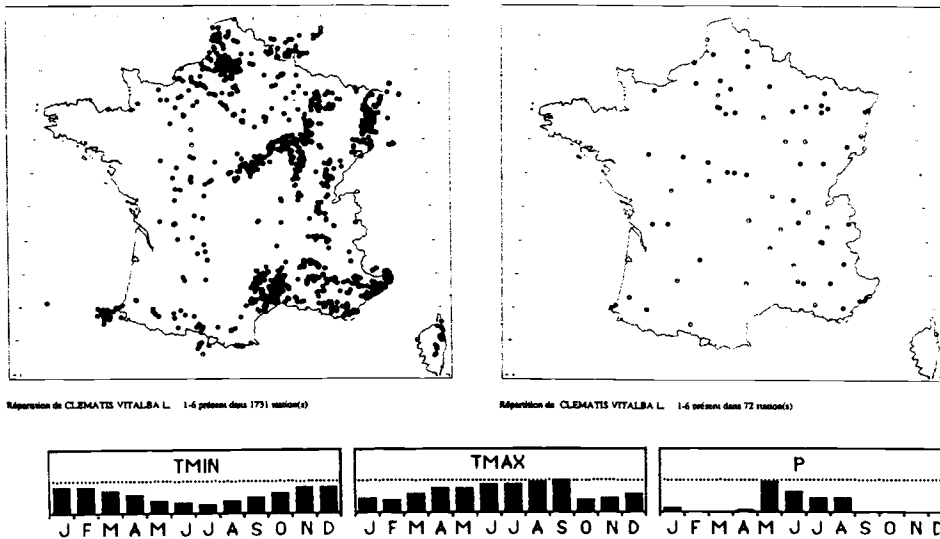 Répartition de CLEMATIS VITALBA L. 1-6 présent dans 1731 station(s)
Répartition de CLEMATIS VITALBA L. 1-6 présent dans 72 station(s)
TMIN
J F M A M J J A S O N D
TMAX
J F M A M J J A S O N D
P
J F M A M J J A S O N D